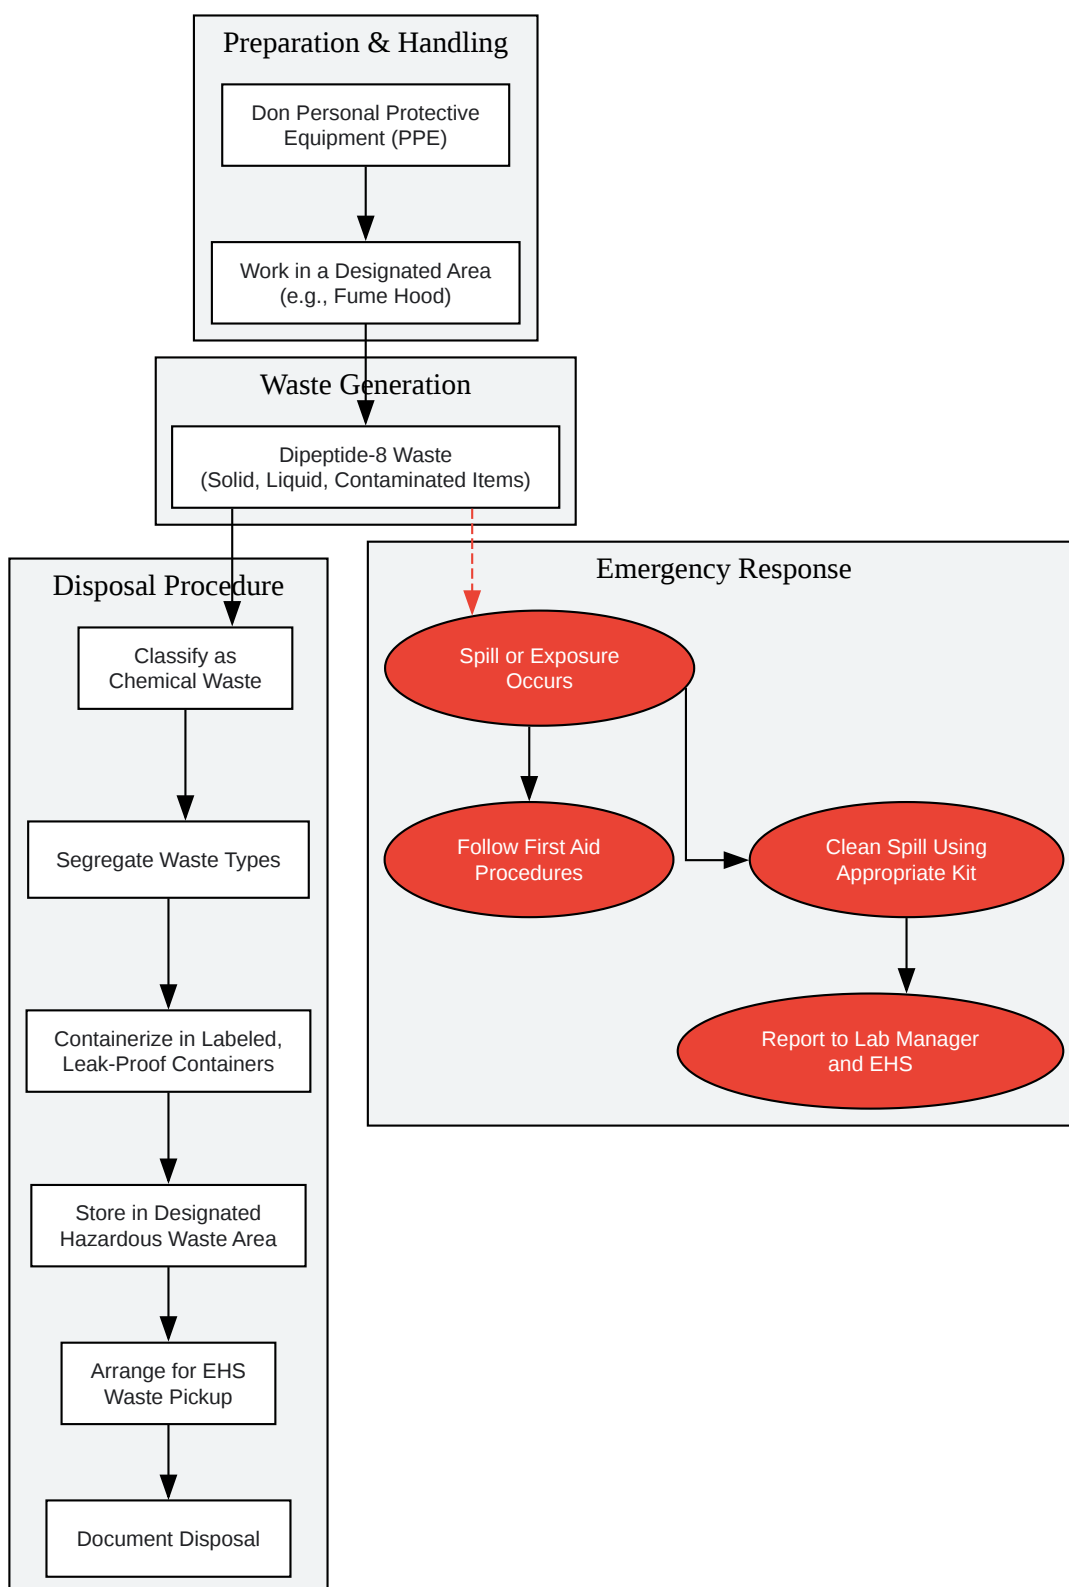 Preparation & Handling
Don Personal Protective
Equipment (PPE)
Work in a Designated Area
(e.g., Fume Hood)
Waste Generation
Dipeptide-8 Waste
(Solid, Liquid, Contaminated Items)
Disposal Procedure
Classify as
Chemical Waste
Segregate Waste Types
Containerize in Labeled,
Leak-Proof Containers
Store in Designated
Hazardous Waste Area
Arrange for EHS
Waste Pickup
Document Disposal
Emergency Response
Spill or Exposure
Occurs
Follow First Aid
Procedures
Clean Spill Using
Appropriate Kit
Report to Lab Manager
and EHS